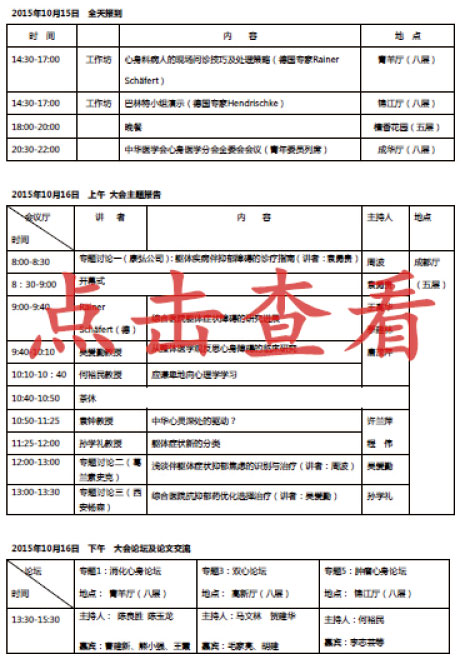 2015年10月15日 全天报到
时 间 内 容 地 点
14:30-17:00 工作坊 心身科病人的现场问诊技巧及处理策略（德国专家Rainer 青羊厅（八层）
Schäfert）
14:30-17:00 工作坊 巴林特小组演示（德国专家Hendrischke） 锦江厅（八层）
18:00-20:00 晚餐 檀香花园（五层）
20:30-22:00 中华医学会心身医学分会全委会会议（青年委员列席） 成华厅（八层）
2015年10月16日 上午 大会主题报告
会议厅 讲 者 内 容 主持人 地点
时间
8:00-8:30 专题讨论一（康弘公司）：躯体疾病伴抑郁障碍的诊疗指南（讲者：袁勇贵） 周波 成都厅
8：30-9:00 开幕式 袁勇贵 （五层）
9:00-9:40 Rainer 综合医院躯体症状障碍的研究进展
Schäfert（德）
9:40-10:10 吴爱勤教授 从整体医学观反思心身障碍的临床研究
10:10-10：40 何裕民教授 应谦卑地向心理学学习
10:40-10:50 茶休
10:50-11:25 袁钟教授 中华心灵深处的驱动？ 许兰萍
11:25-12:00 孙学礼教授 躯体症状新的分类 程 伟
12:00-13:00 专题讨论二（葛 浅谈伴躯体症状抑郁焦虑的识别与治疗（讲者：周波） 吴爱勤
兰素史克）
13:00-13:30 专题讨论三（西 综合医院抗抑郁药优化选择治疗（讲者：吴爱勤） 孙学礼
安杨森）
点击查看
2015年10月16日 下午 大会论坛及论文交流
论坛 专题1：消化心身论坛 专题3：双心论坛 专题5：肿瘤心身论坛
时间 地点： 青羊厅（八层） 地点： 高新厅（八层） 地点： 锦江厅（八层）
13:30-15:30 主持人： 陈良胜 陈玉龙 主持人：马文林 贺建华 主持人：何裕民
嘉宾：曹建新、熊小强、王巍 嘉宾：毛家亮、胡建 嘉宾：李志芸等